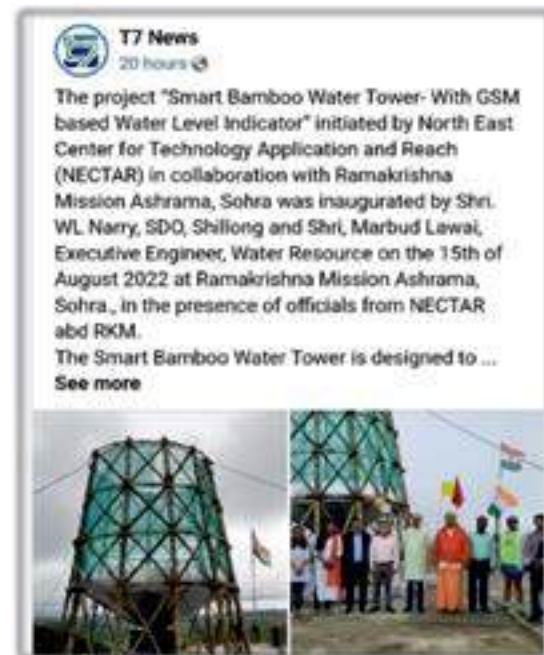 T7 News
20 hours
The project "Smart Bamboo Water Tower- With GSM
based Water Level Indicator" initiated by North East
Center for Technology Application and Reach
(NECTAR) in collaboration with Ramakrishna
Mission Ashrama, Sohra was inaugurated by Shri.
WL Narry, SDO, Shillong and Shri, Marbud Lawai,
Executive Engineer, Water Resource on the 15th of
August 2022 at Ramakrishna Mission Ashrama,
Sohra., in the presence of officials from NECTAR
abd RKM.
The Smart Bamboo Water Tower is designed to ...
See more